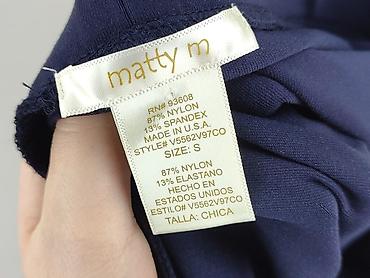 matty m
RN# 93608
87% NYLON
13% SPANDEX
MADE IN U.S.A.
STYLE# V5562V97CO
SIZE: S
87% NYLON
13% ELASTANO
HECHO EN
ESTADOS UNIDOS
ESTILO# V5562V97CO
TALLA: CHICA